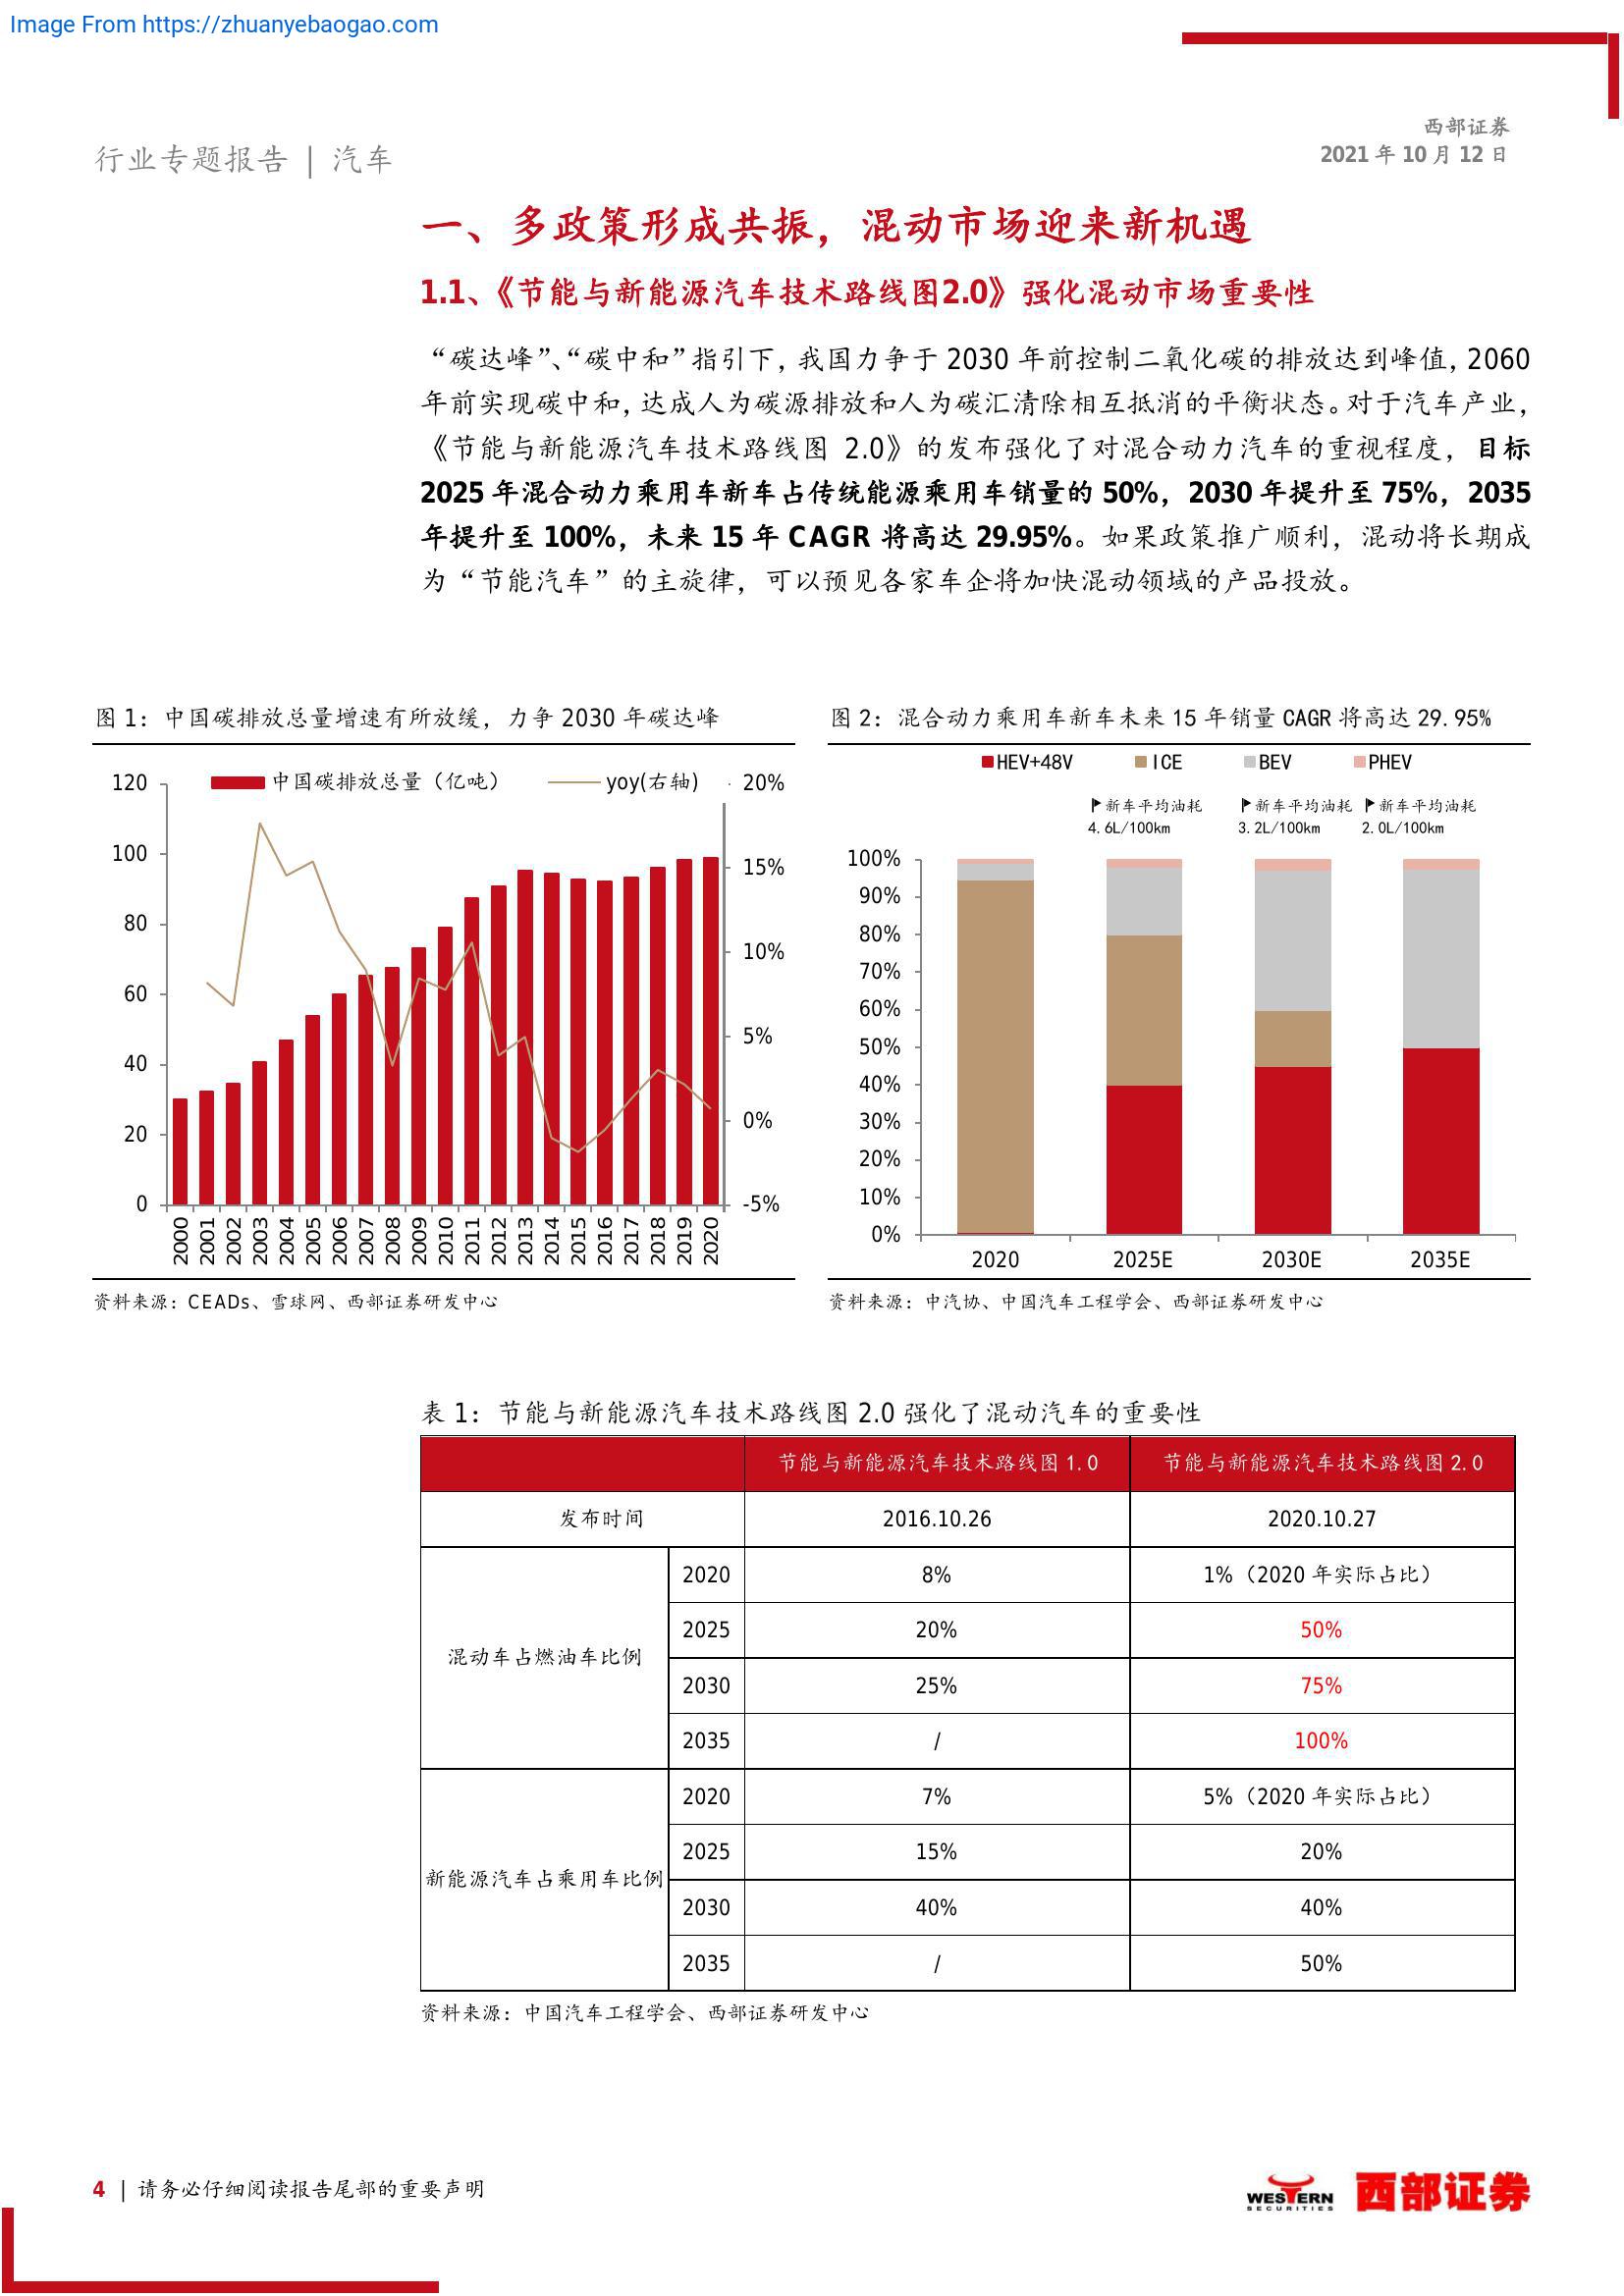 Image From https://zhuanyebaogao.com
西部证券
2021 年 10 月 12 日
行业专题报告 | 汽车
一、多政策形成共振，混动市场迎来新机遇
1.1、《节能与新能源汽车技术路线图2.0》强化混动市场重要性
“碳达峰”、“碳中和”指引下，我国力争于 2030 年前控制二氧化碳的排放达到峰值，2060
年前实现碳中和，达成人为碳源排放和人为碳汇清除相互抵消的平衡状态。对于汽车产业，
《节能与新能源汽车技术路线图 2.0》的发布强化了对混合动力汽车的重视程度，目标
2025 年混合动力乘用车新车占传统能源乘用车销量的 50%，2030 年提升至 75%，2035
年提升至 100%，未来 15 年 CAGR 将高达 29.95%。如果政策推广顺利，混动将长期成
为“节能汽车”的主旋律，可以预见各家车企将加快混动领域的产品投放。
图 1：中国碳排放总量增速有所放缓，力争 2030 年碳达峰
中国碳排放总量（亿吨） yoy(右轴)
120
100
80
60
40
20
0
20%
15%
10%
5%
0%
-5%
2000 2001 2002 2003 2004 2005 2006 2007 2008 2009 2010 2011 2012 2013 2014 2015 2016 2017 2018 2019 2020
资料来源：CEADs、雪球网、西部证券研发中心
图 2：混合动力乘用车新车未来 15 年销量 CAGR 将高达 29.95%
HEV+48V ICE BEV PHEV
新车平均油耗 新车平均油耗 新车平均油耗
4.6L/100km 3.2L/100km 2.0L/100km
100%
90%
80%
70%
60%
50%
40%
30%
20%
10%
0%
2020 2025E 2030E 2035E
资料来源：中汽协、中国汽车工程学会、西部证券研发中心
表 1：节能与新能源汽车技术路线图 2.0 强化了混动汽车的重要性
节能与新能源汽车技术路线图 1.0 节能与新能源汽车技术路线图 2.0
发布时间 2016.10.26 2020.10.27
混动车占燃油车比例
2020 8% 1%（2020 年实际占比）
2025 20% 50%
2030 25% 75%
2035 / 100%
新能源汽车占乘用车比例
2020 7% 5%（2020 年实际占比）
2025 15% 20%
2030 40% 40%
2035 / 50%
资料来源：中国汽车工程学会、西部证券研发中心
4 | 请务必仔细阅读报告尾部的重要声明
WESTERN
SECURITIES
西部证券